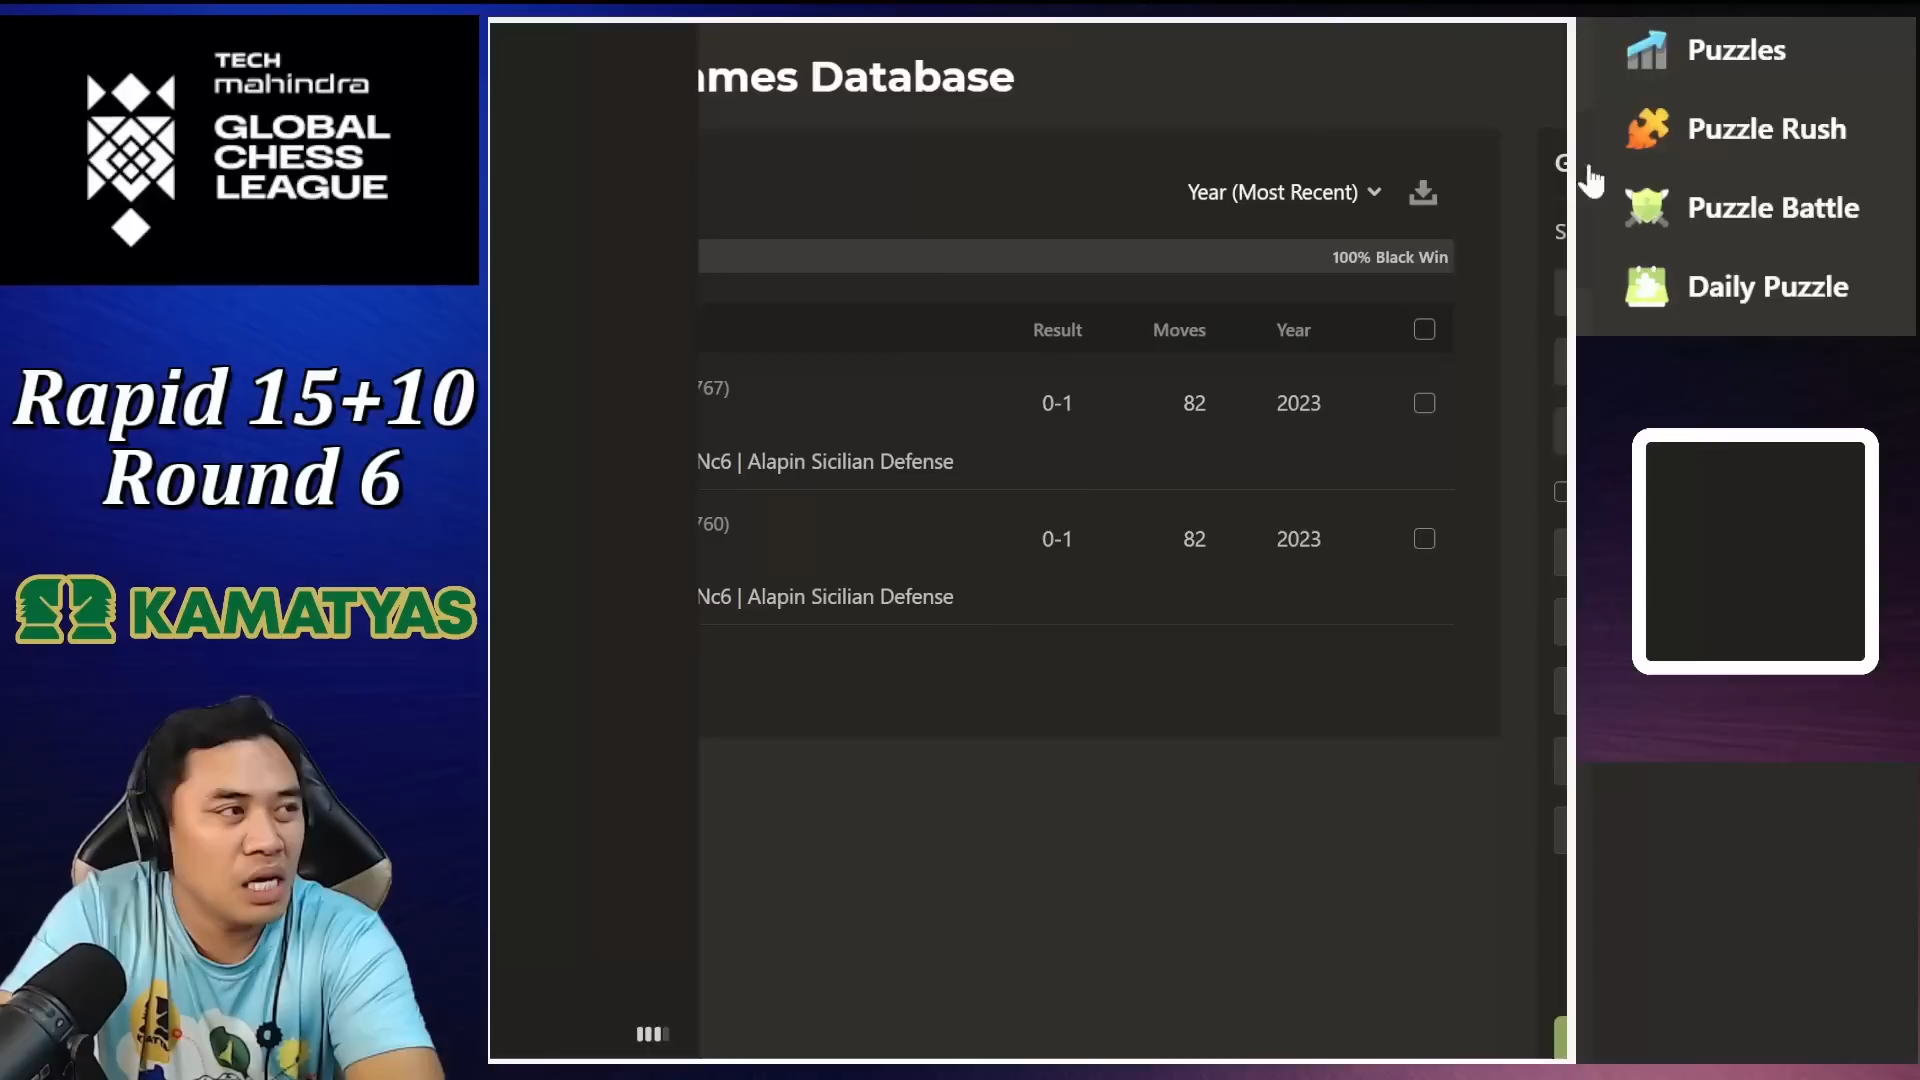 TECH
mahindra
GLOBAL
CHESS
LEAGUE
Rapid 15+10
Round 6
KAMATYAS
ames Database
Year (Most Recent)
100% Black Win
Result Moves Year
767)
0-1 82 2023
Nc6 | Alapin Sicilian Defense
760)
0-1 82 2023
Nc6 | Alapin Sicilian Defense
G
S
Puzzles
Puzzle Rush
Puzzle Battle
Daily Puzzle